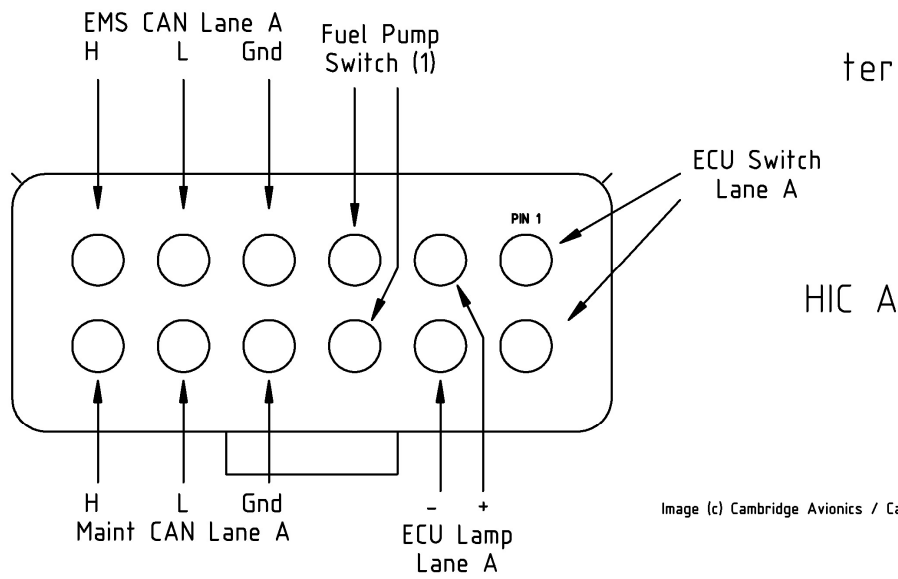 EMS CAN Lane A
H L Gnd
Fuel Pump
Switch (1)
ter
ECU Switch
Lane A
PIN 1
HIC A
H L Gnd
Maint CAN Lane A
- +
ECU Lamp
Lane A
Image (c) Cambridge Avionics / Ca